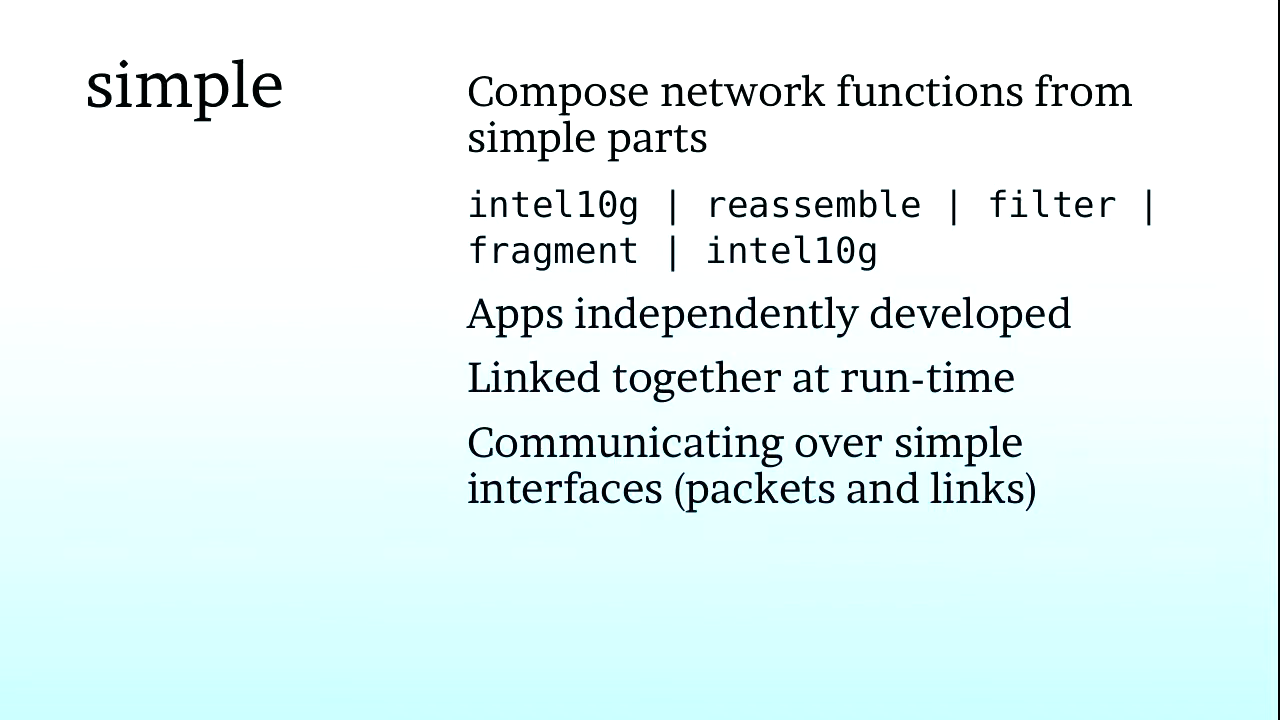 simple
Compose network functions from
simple parts
intel10g | reassemble | filter |
fragment | intel10g
Apps independently developed
Linked together at run-time
Communicating over simple
interfaces (packets and links)